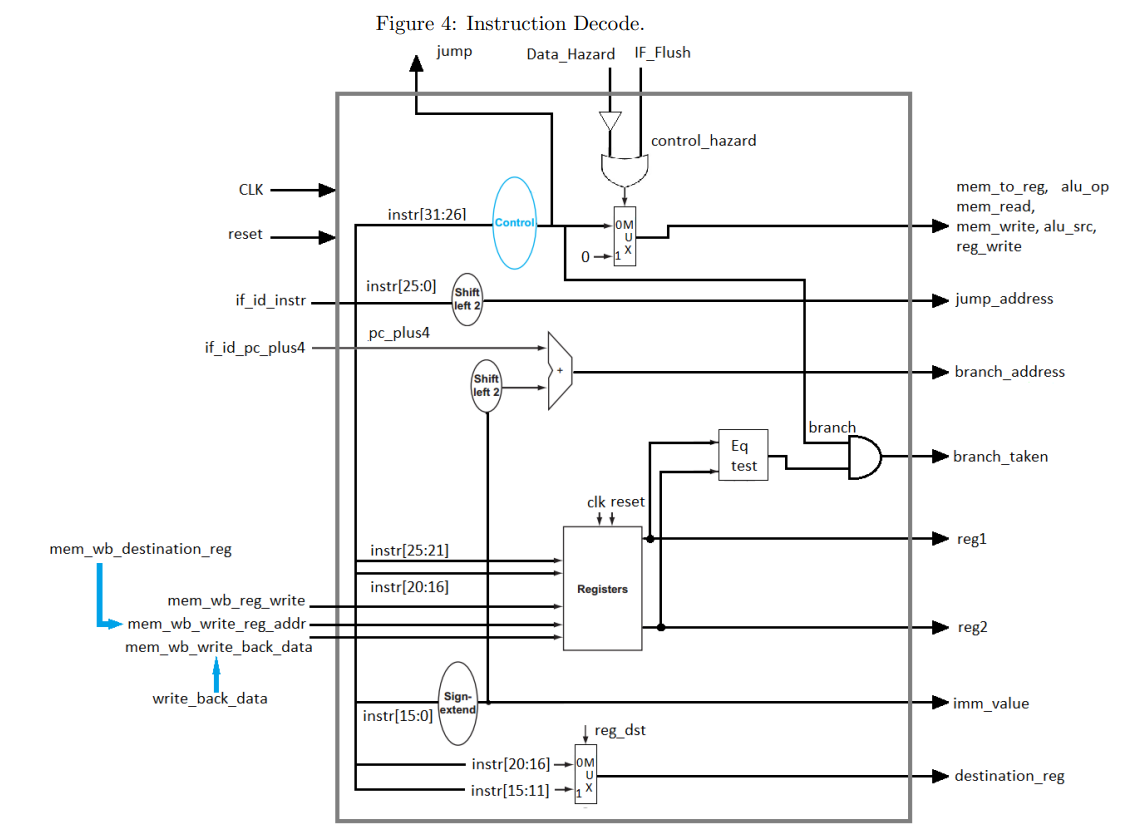 Figure 4: Instruction Decode.
jump
Data_Hazard
IF_Flush
control_hazard
CLK
reset
instr[31:26]
Control
0M
U
X
1
0
mem_to_reg, alu_op
mem_read,
mem_write, alu_src,
reg_write
if_id_instr
instr[25:0]
Shift
left 2
jump_address
if_id_pc_plus4
pc_plus4
+
branch_address
Shift
left 2
branch
Eq
test
branch_taken
clk reset
mem_wb_destination_reg
instr[25:21]
instr[20:16]
Registers
reg1
mem_wb_reg_write
mem_wb_write_reg_addr
mem_wb_write_back_data
reg2
write_back_data
instr[15:0]
Sign-
extend
imm_value
reg_dst
instr[20:16]
instr[15:11]
0M
U
X
1
destination_reg